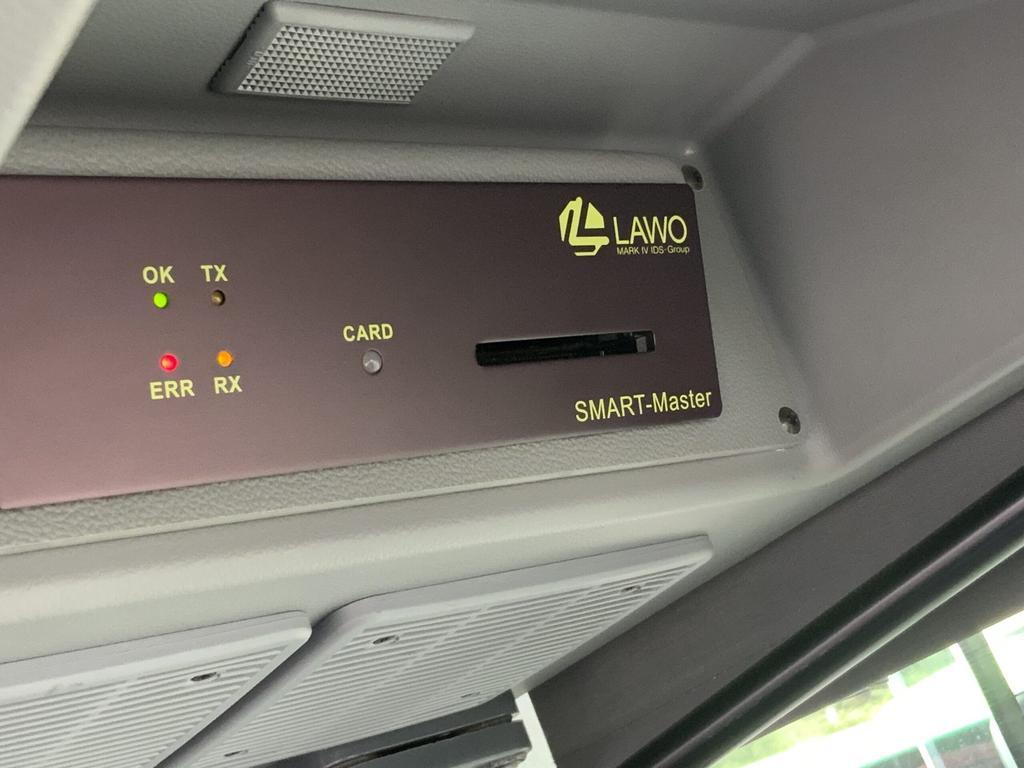 LAWO
MARK IV IDS-Group
OK TX
ERR RX
CARD
SMART-Master